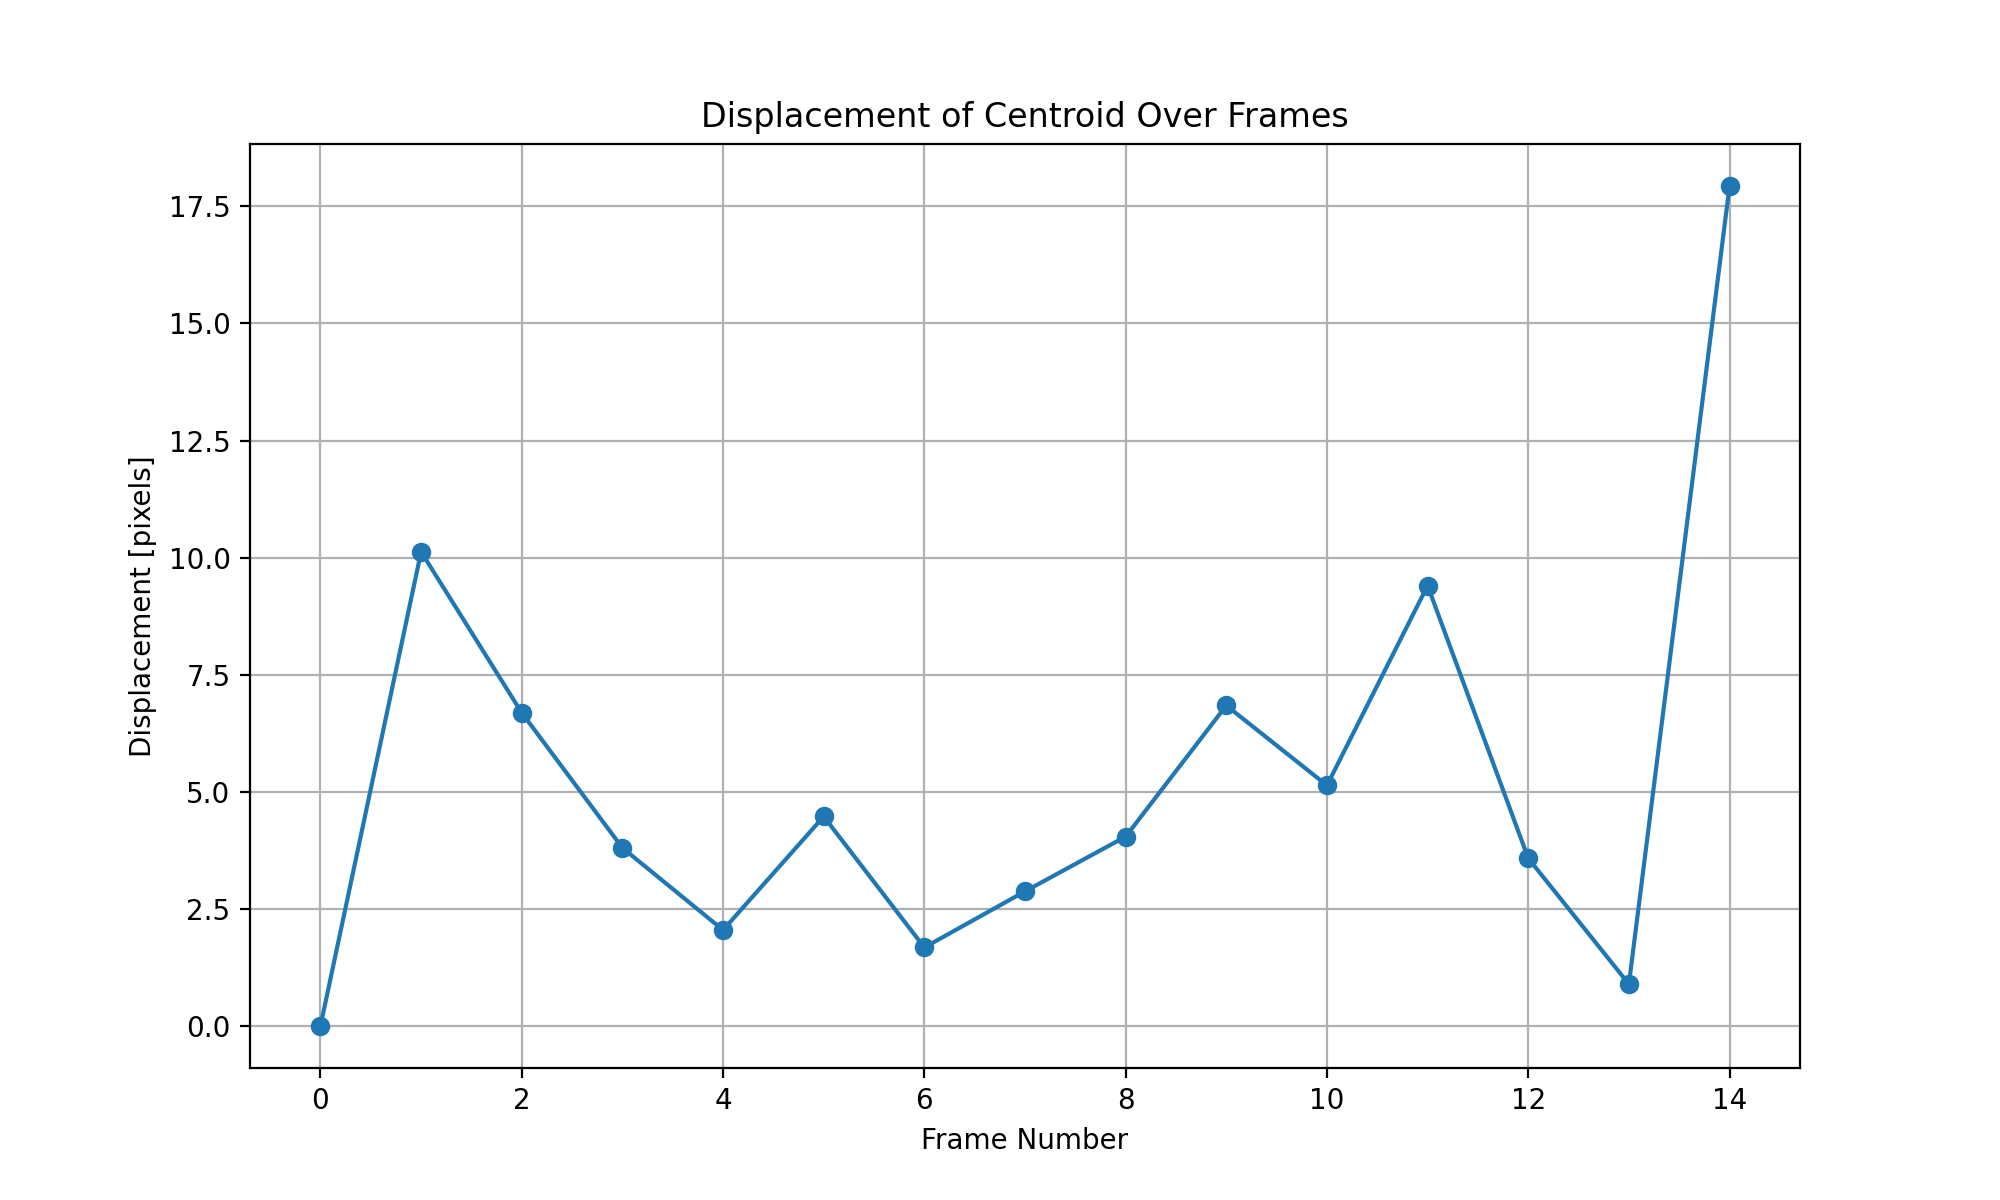 Displacement of Centroid Over Frames
17.5
15.0
12.5
10.0
7.5
5.0
2.5
0.0
Displacement [pixels]
0 2 4 6 8 10 12 14
Frame Number